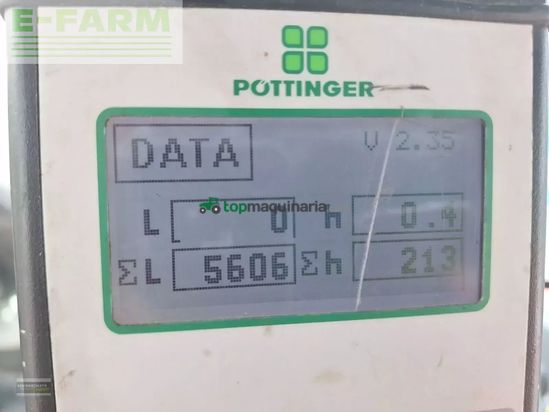 E-FARM
PÖTTINGER
DATA
V 2.35
L 0 h 0.4
topmaquinaria
ΣL 5606 Σh 213